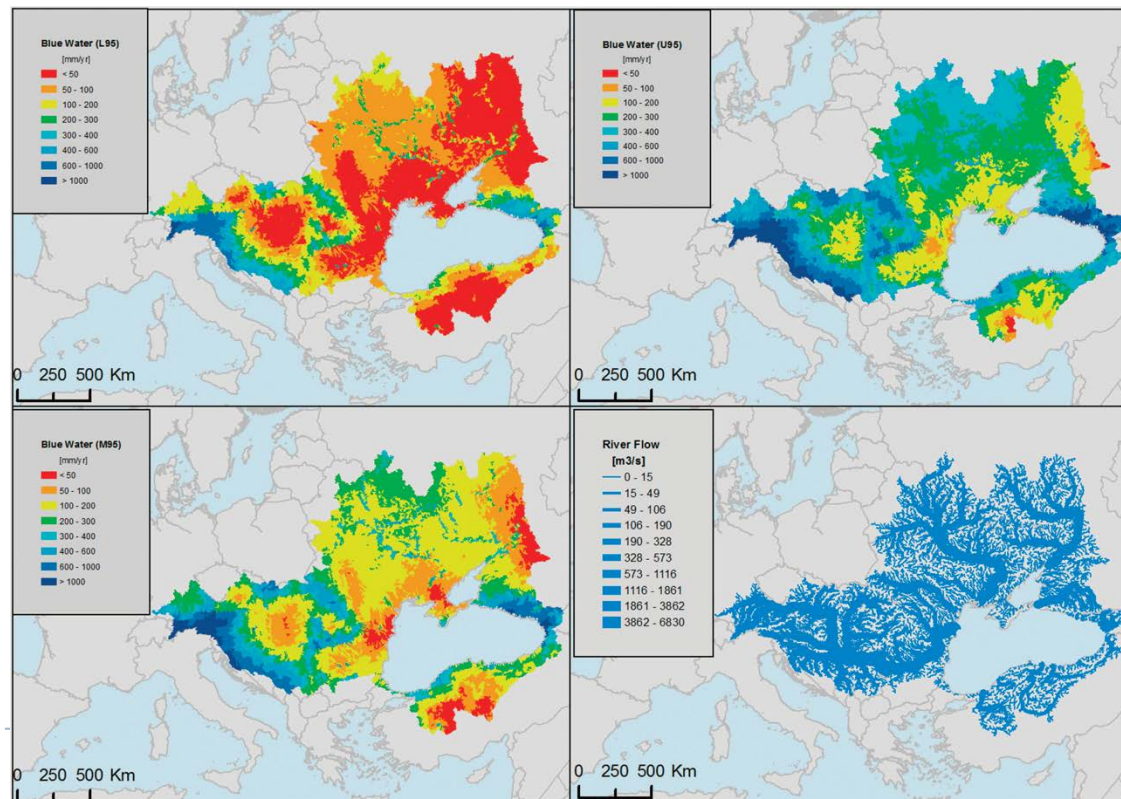 Blue Water (L95)
[mm/yr]
< 50
50 - 100
100 - 200
200 - 300
300 - 400
400 - 600
600 - 1000
> 1000
0 250 500 Km
Blue Water (U95)
[mm/yr]
< 50
50 - 100
100 - 200
200 - 300
300 - 400
400 - 600
600 - 1000
> 1000
0 250 500 Km
Blue Water (M95)
[mm/yr]
< 50
50 - 100
100 - 200
200 - 300
300 - 400
400 - 600
600 - 1000
> 1000
0 250 500 Km
River Flow
[m3/s]
0 - 15
15 - 49
49 - 106
106 - 190
190 - 328
328 - 573
573 - 1116
1116 - 1861
1861 - 3862
3862 - 6830
0 250 500 Km